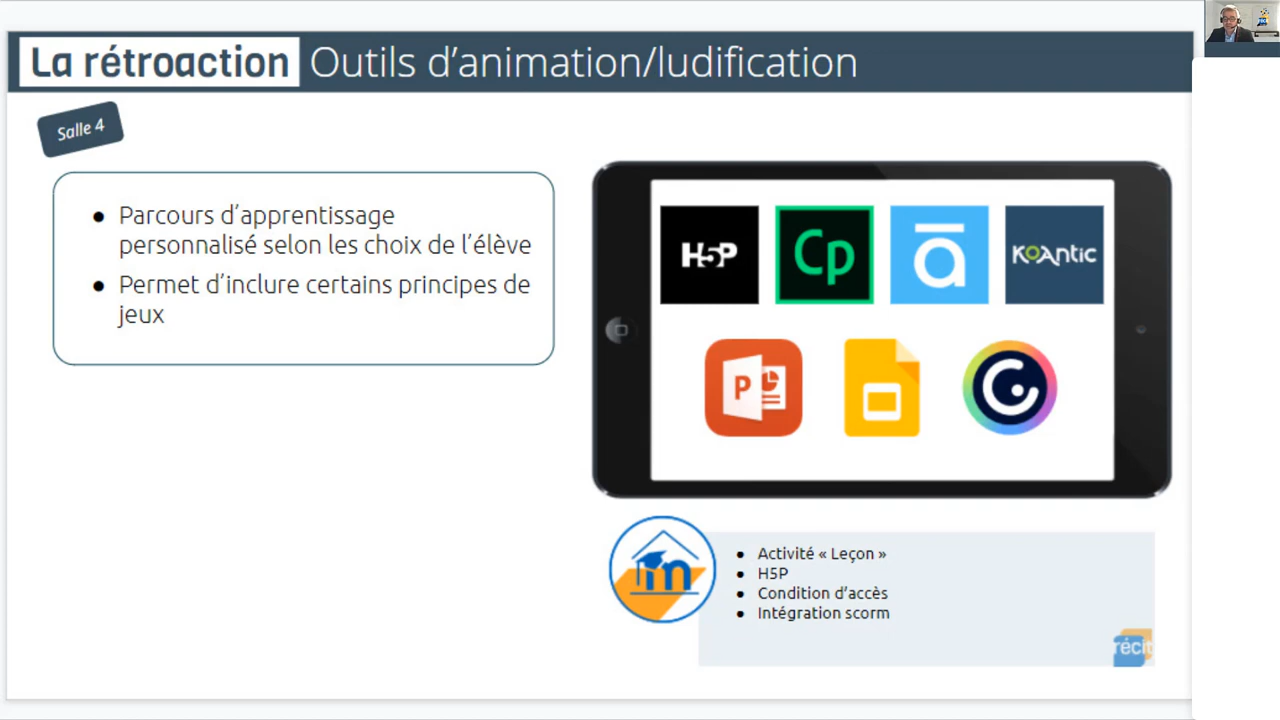 La rétroaction Outils d’animation/ludification
Salle 4
● Parcours d’apprentissage
personnalisé selon les choix de l’élève
● Permet d’inclure certains principes de
jeux
H5P
Cp
ā
KOAntic
P
m
● Activité « Leçon »
● H5P
● Condition d’accès
● Intégration scorm
récit